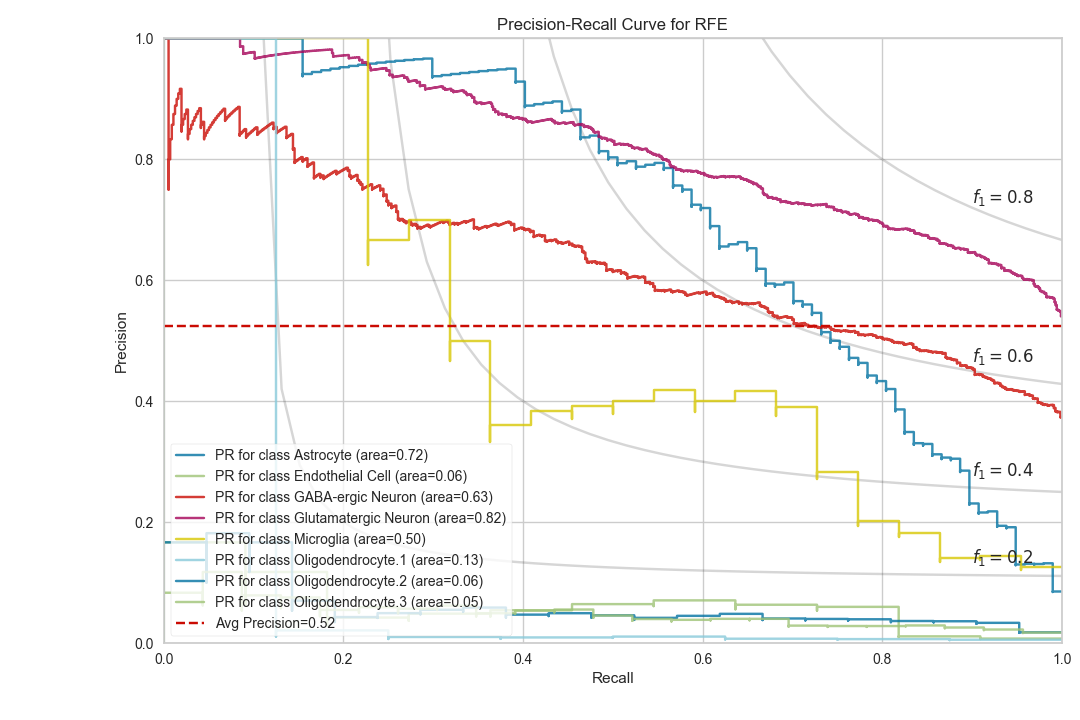 Precision-Recall Curve for RFE
1.0
0.8
0.6
0.4
0.2
0.0
Precision
f1 = 0.8
f1 = 0.6
f1 = 0.4
f1 = 0.2
PR for class Astrocyte (area=0.72)
PR for class Endothelial Cell (area=0.06)
PR for class GABA-ergic Neuron (area=0.63)
PR for class Glutamatergic Neuron (area=0.82)
PR for class Microglia (area=0.50)
PR for class Oligodendrocyte.1 (area=0.13)
PR for class Oligodendrocyte.2 (area=0.06)
PR for class Oligodendrocyte.3 (area=0.05)
Avg Precision=0.52
0.0 0.2 0.4 0.6 0.8 1.0
Recall